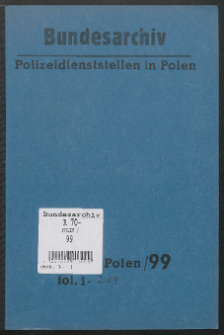 Bundesarchiv
Polizeidienststellen in Polen
Bundesarchiv
R 70-
POLEN /
99
Polen/99
fol. 1-